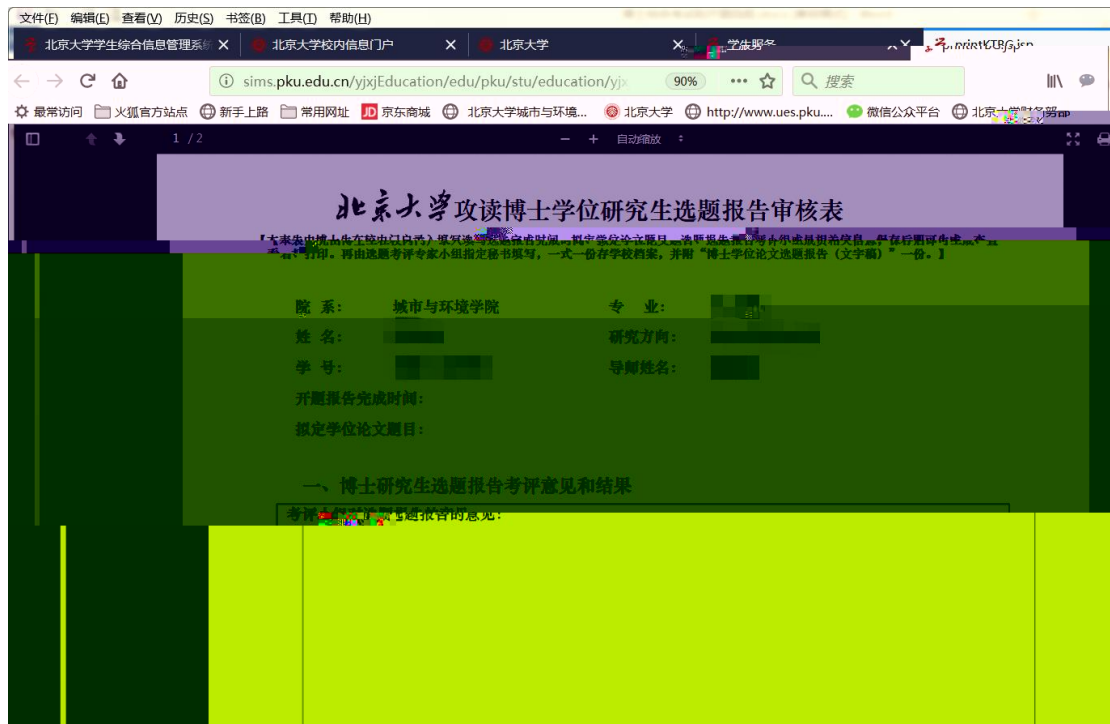 文件(F) 编辑(E) 查看(V) 历史(S) 书签(B) 工具(T) 帮助(H)
北京大学学生综合信息管理系统 × 北京大学校内信息门户 × 北京大学 ×
sims.pku.edu.cn/yjxjEducation/edu/pku/stu/education/yjx 90% ··· 搜索
最常访问 火狐官方站点 新手上路 常用网址 JD 京东商城 北京大学城市与环境... 北京大学 http://www.ues.pku.... 微信公众平台 北京大学财务部
1 / 2 − + 自动缩放
北京大学攻读博士学位研究生选题报告审核表
打印。再由选题考评专家小组指定秘书填写,一式一份存学校档案,并附“博士学位论文选题报告(文字稿)”一份。】
院 系: 城市与环境学院 专 业:
姓 名: 研究方向:
学 号: 导师姓名:
开题报告完成时间:
拟定学位论文题目:
一、博士研究生选题报告考评意见和结果